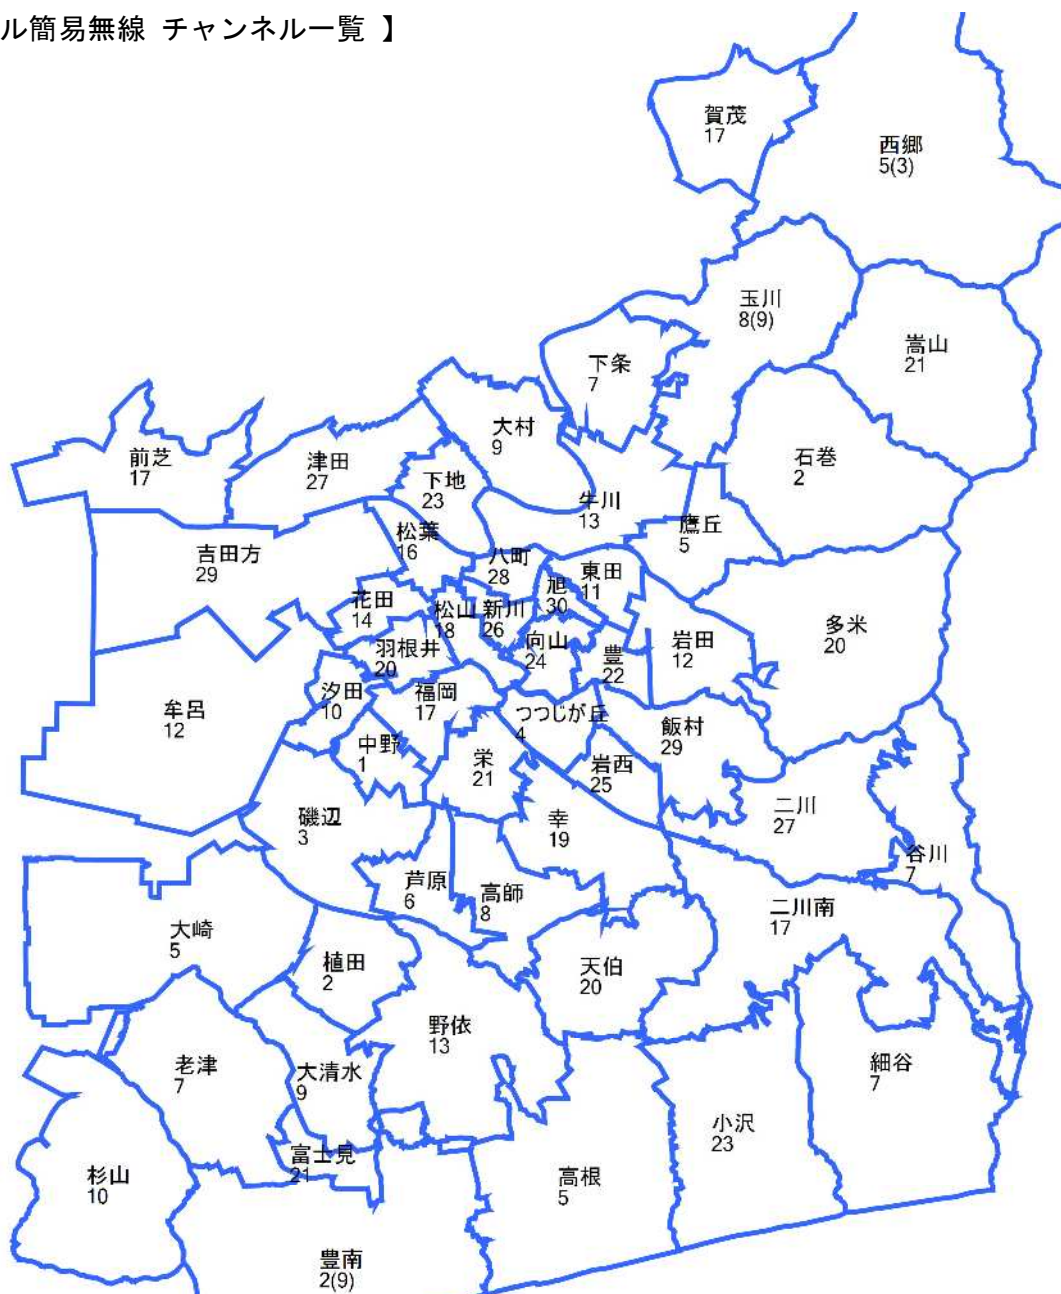 ル簡易無線 チャンネル一覧 】
賀茂
17
西郷
5(3)
玉川
8(9)
嵩山
21
下条
7
大村
9
石巻
2
前芝
17
津田
27
下地
23
牛川
13
鷹丘
5
松葉
16
吉田方
29
八町
28
東田
11
旭
30
花田
14
松山
18
新川
26
向山
24
豊
22
岩田
12
多米
20
羽根井
20
汐田
10
福岡
17
つつじが丘
4
飯村
29
牟呂
12
中野
1
栄
21
岩西
25
磯辺
3
幸
19
二川
27
谷川
7
芦原
6
高師
8
二川南
17
大崎
5
植田
2
天伯
20
野依
13
老津
7
大清水
9
細谷
7
小沢
23
富士見
21
杉山
10
高根
5
豊南
2(9)